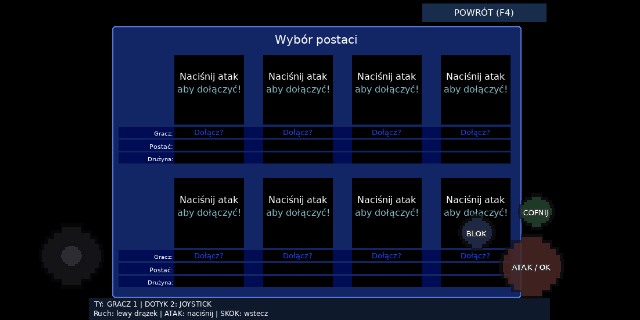 POWRÓT (F4)
Wybór postaci
Naciśnij atak
aby dołączyć!
Naciśnij atak
aby dołączyć!
Naciśnij atak
aby dołączyć!
Naciśnij atak
aby dołączyć!
Gracz: Dołącz? Dołącz? Dołącz? Dołącz?
Postać:
Drużyna:
Naciśnij atak
aby dołączyć!
Naciśnij atak
aby dołączyć!
Naciśnij atak
aby dołączyć!
Naciśnij atak
aby dołączyć!
COFNIJ
BLOK
Gracz: Dołącz? Dołącz? Dołącz? Dołącz?
Postać:
Drużyna:
ATAK / OK
TY: GRACZ 1 | DOTYK 2: JOYSTICK
Ruch: lewy drążek | ATAK: naciśnij | SKOK: wstecz